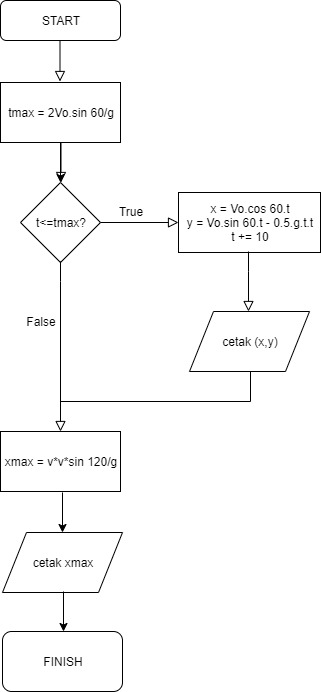 START
tmax = 2Vo.sin 60/g
t<=tmax?
True
x = Vo.cos 60.t
y = Vo.sin 60.t - 0.5.g.t.t
t += 10
cetak (x,y)
False
xmax = v*v*sin 120/g
cetak xmax
FINISH